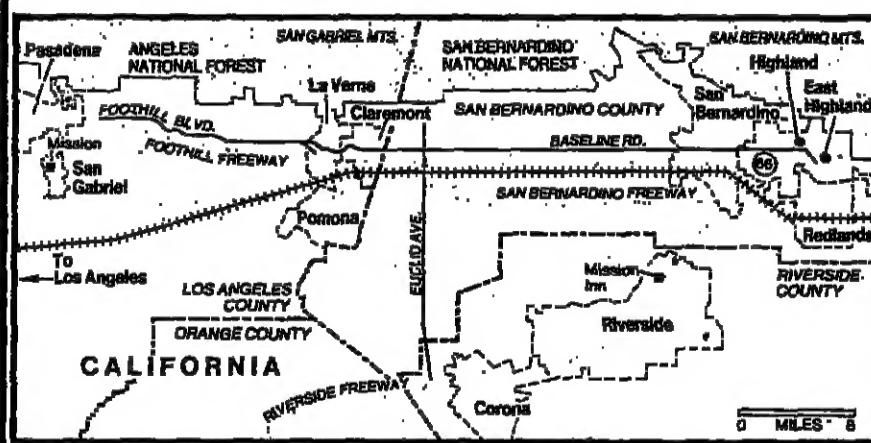 SAN GABRIEL MTS.
SAN BERNARDINO MTS.
Pasadena
ANGELES
NATIONAL FOREST
SAN BERNARDINO
NATIONAL FOREST
Highland
La Verne
San
Bernardino
East
Highland
Claremont
SAN BERNARDINO COUNTY
FOOTHILL BLVD.
BASELINE RD.
Mission
FOOTHILL FREEWAY
San
Gabriel
66
SAN BERNARDINO FREEWAY
Pomona
Redlands
To
Los Angeles
EUCLID AVE.
Mission
Inn
RIVERSIDE
COUNTY
LOS ANGELES
COUNTY
ORANGE COUNTY
Riverside
CALIFORNIA
RIVERSIDE FREEWAY
Corona
0 MILES 8